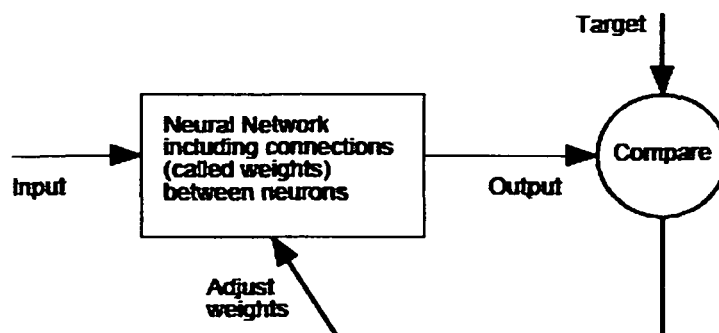 Target
Neural Network
including connections
(called weights)
between neurons
Compare
Input
Output
Adjust
weights